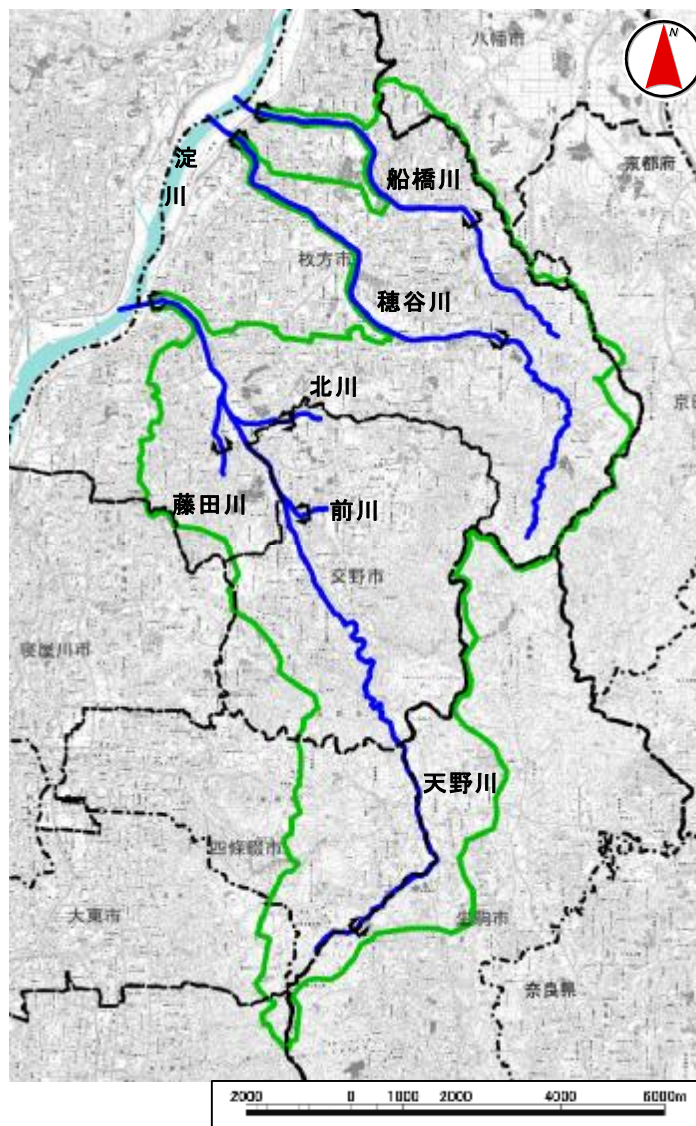 八幡市
N
京都府
淀川
船橋川
枚方市
穂谷川
北川
藤田川
前川
交野市
寝屋川市
天野川
四條畷市
大東市
生駒市
奈良県
2000 0 1000 2000 4000 6000m